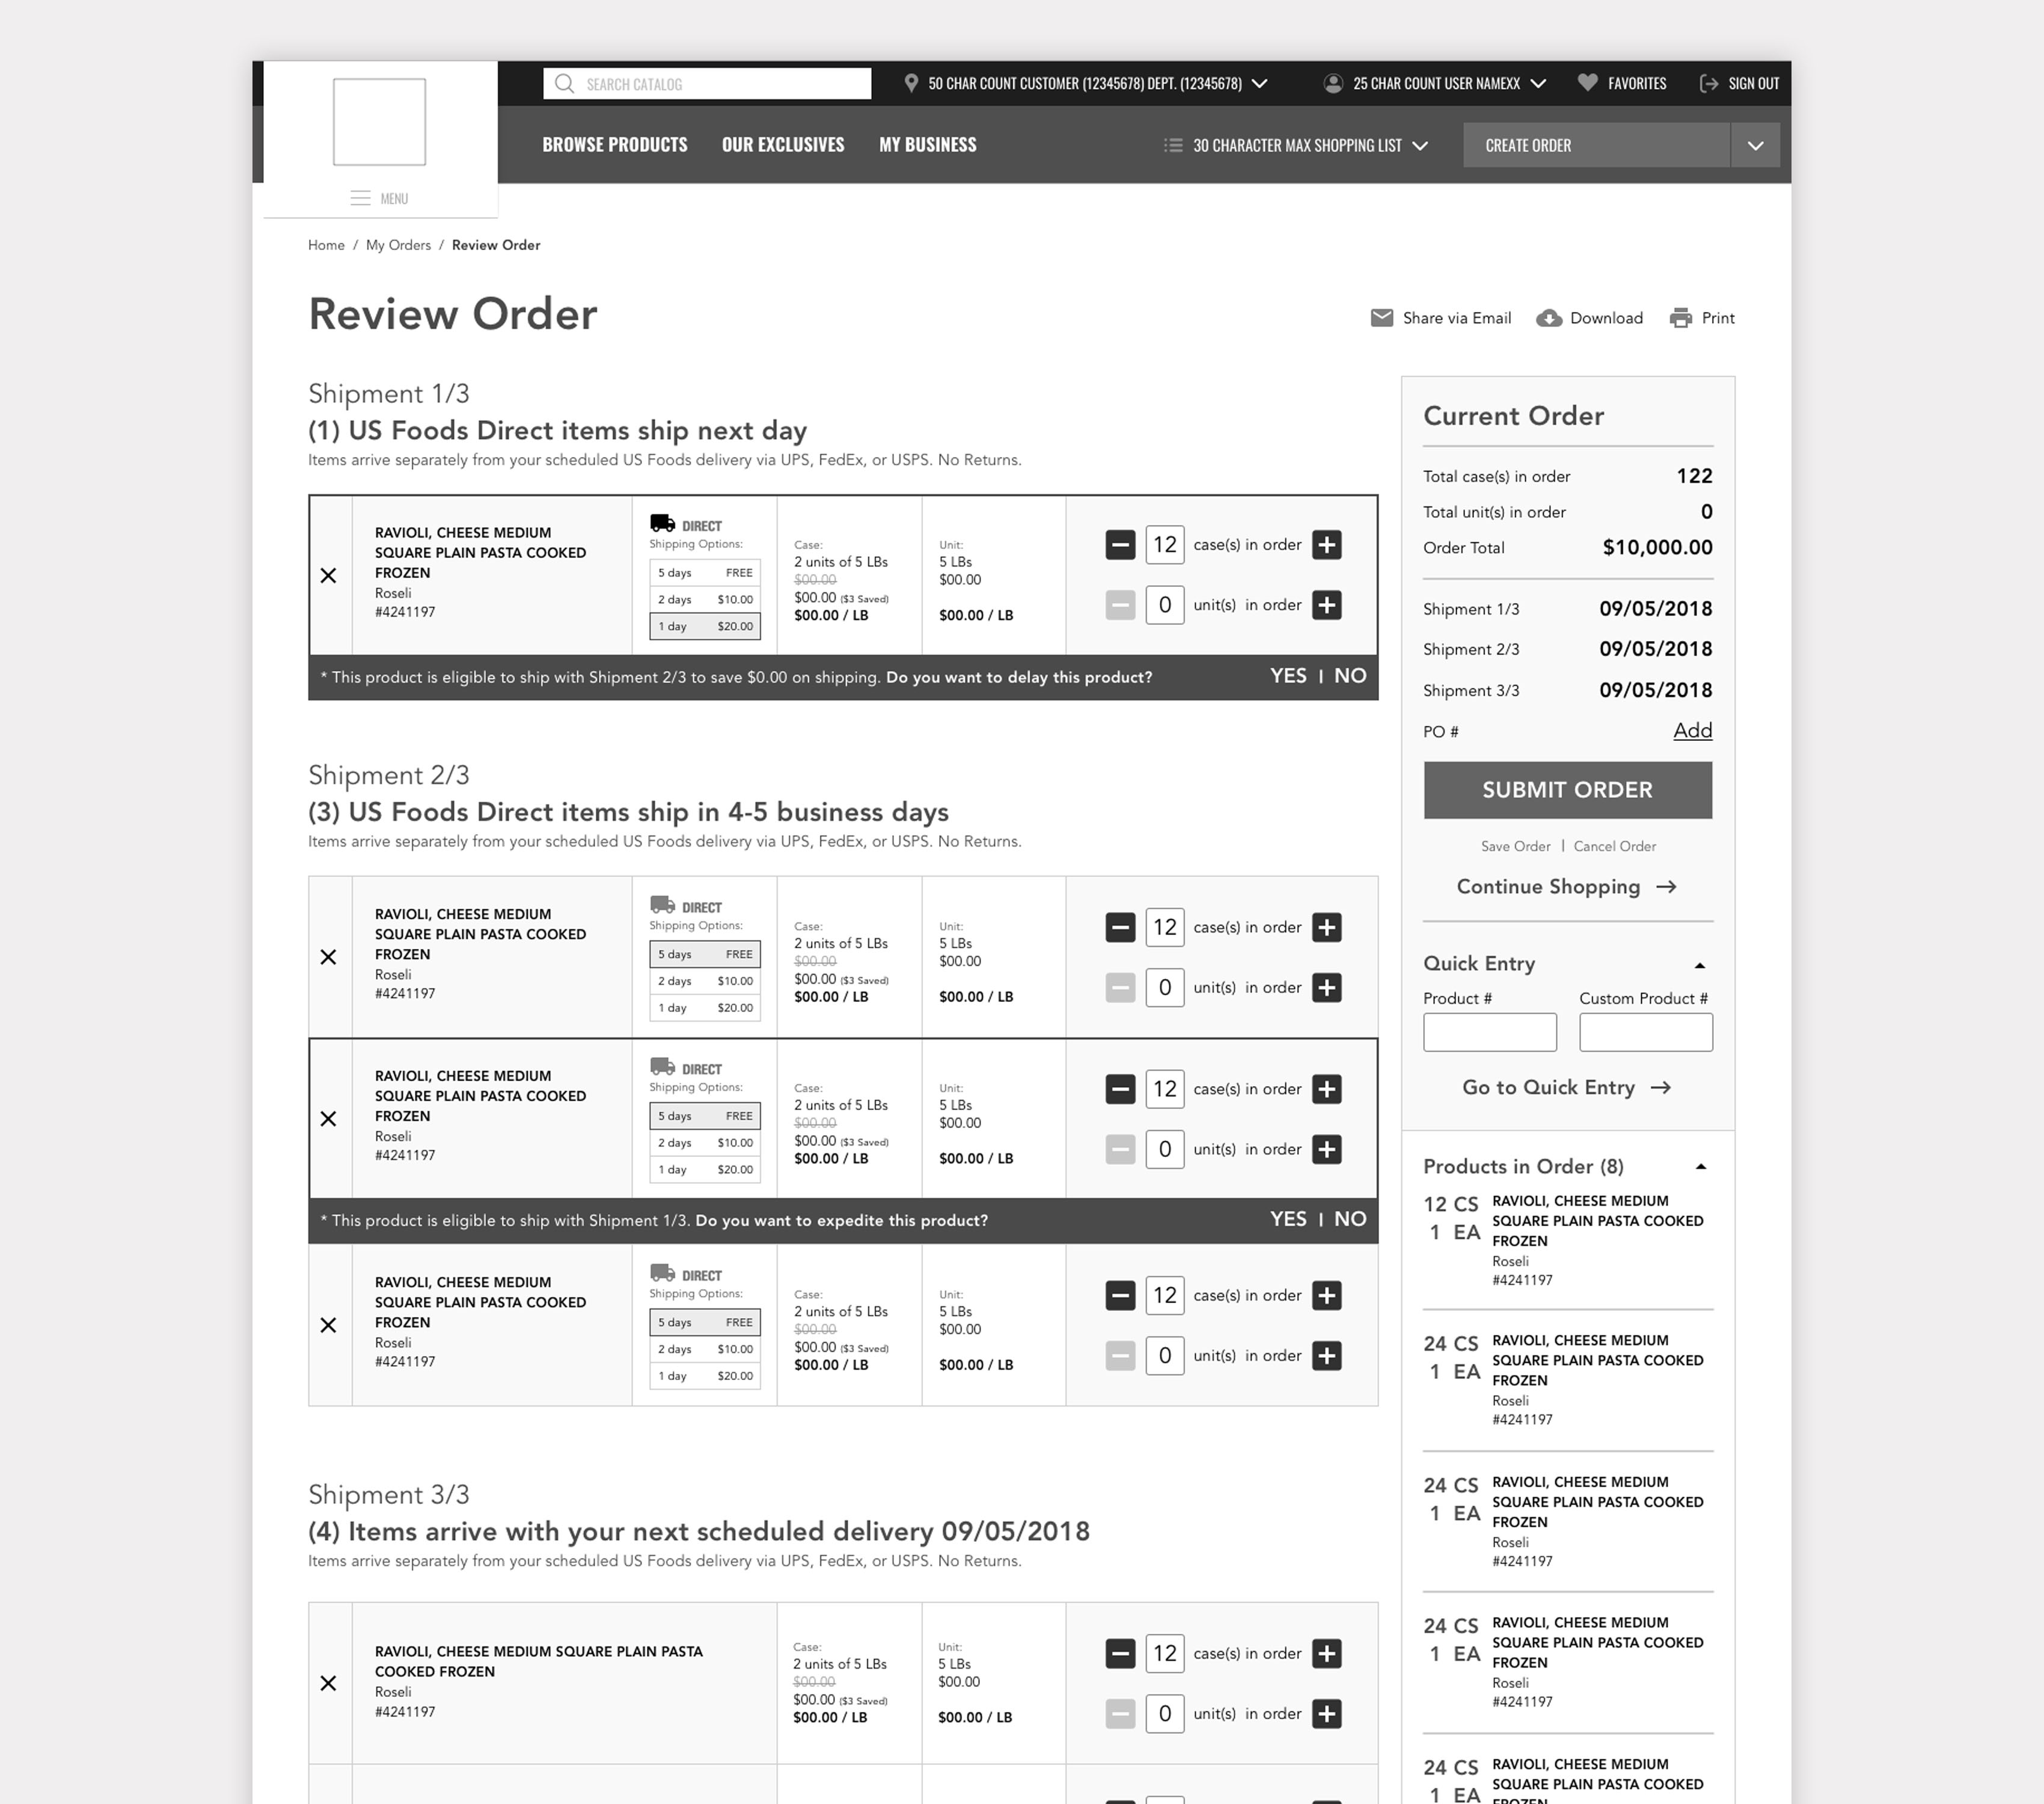 SEARCH CATALOG
50 CHAR COUNT CUSTOMER (12345678) DEPT. (12345678)
25 CHAR COUNT USER NAMEXX
FAVORITES
SIGN OUT
MENU
BROWSE PRODUCTS
OUR EXCLUSIVES
MY BUSINESS
30 CHARACTER MAX SHOPPING LIST
CREATE ORDER
Home / My Orders / Review Order
Review Order
Share via Email
Download
Print
Shipment 1/3
(1) US Foods Direct items ship next day
Items arrive separately from your scheduled US Foods delivery via UPS, FedEx, or USPS. No Returns.
RAVIOLI, CHEESE MEDIUM
SQUARE PLAIN PASTA COOKED
FROZEN
Roseli
#4241197
DIRECT
Shipping Options:
5 days FREE
2 days $10.00
1 day $20.00
Case:
2 units of 5 LBs
$00.00
$00.00 ($3 Saved)
$00.00 / LB
Unit:
5 LBs
$00.00
$00.00 / LB
12 case(s) in order
0 unit(s) in order
* This product is eligible to ship with Shipment 2/3 to save $0.00 on shipping. Do you want to delay this product?
YES | NO
Shipment 2/3
(3) US Foods Direct items ship in 4-5 business days
Items arrive separately from your scheduled US Foods delivery via UPS, FedEx, or USPS. No Returns.
RAVIOLI, CHEESE MEDIUM
SQUARE PLAIN PASTA COOKED
FROZEN
Roseli
#4241197
DIRECT
Shipping Options:
5 days FREE
2 days $10.00
1 day $20.00
Case:
2 units of 5 LBs
$00.00
$00.00 ($3 Saved)
$00.00 / LB
Unit:
5 LBs
$00.00
$00.00 / LB
12 case(s) in order
0 unit(s) in order
RAVIOLI, CHEESE MEDIUM
SQUARE PLAIN PASTA COOKED
FROZEN
Roseli
#4241197
DIRECT
Shipping Options:
5 days FREE
2 days $10.00
1 day $20.00
Case:
2 units of 5 LBs
$00.00
$00.00 ($3 Saved)
$00.00 / LB
Unit:
5 LBs
$00.00
$00.00 / LB
12 case(s) in order
0 unit(s) in order
* This product is eligible to ship with Shipment 1/3. Do you want to expedite this product?
YES | NO
RAVIOLI, CHEESE MEDIUM
SQUARE PLAIN PASTA COOKED
FROZEN
Roseli
#4241197
DIRECT
Shipping Options:
5 days FREE
2 days $10.00
1 day $20.00
Case:
2 units of 5 LBs
$00.00
$00.00 ($3 Saved)
$00.00 / LB
Unit:
5 LBs
$00.00
$00.00 / LB
12 case(s) in order
0 unit(s) in order
Shipment 3/3
(4) Items arrive with your next scheduled delivery 09/05/2018
Items arrive separately from your scheduled US Foods delivery via UPS, FedEx, or USPS. No Returns.
RAVIOLI, CHEESE MEDIUM SQUARE PLAIN PASTA
COOKED FROZEN
Roseli
#4241197
Case:
2 units of 5 LBs
$00.00
$00.00 ($3 Saved)
$00.00 / LB
Unit:
5 LBs
$00.00
$00.00 / LB
12 case(s) in order
0 unit(s) in order
Current Order
Total case(s) in order 122
Total unit(s) in order 0
Order Total $10,000.00
Shipment 1/3 09/05/2018
Shipment 2/3 09/05/2018
Shipment 3/3 09/05/2018
PO # Add
SUBMIT ORDER
Save Order | Cancel Order
Continue Shopping
Quick Entry
Product #
Custom Product #
Go to Quick Entry
Products in Order (8)
12 CS
1 EA
RAVIOLI, CHEESE MEDIUM
SQUARE PLAIN PASTA COOKED
FROZEN
Roseli
#4241197
24 CS
1 EA
RAVIOLI, CHEESE MEDIUM
SQUARE PLAIN PASTA COOKED
FROZEN
Roseli
#4241197
24 CS
1 EA
RAVIOLI, CHEESE MEDIUM
SQUARE PLAIN PASTA COOKED
FROZEN
Roseli
#4241197
24 CS
1 EA
RAVIOLI, CHEESE MEDIUM
SQUARE PLAIN PASTA COOKED
FROZEN
Roseli
#4241197
24 CS
1 EA
RAVIOLI, CHEESE MEDIUM
SQUARE PLAIN PASTA COOKED
FROZEN